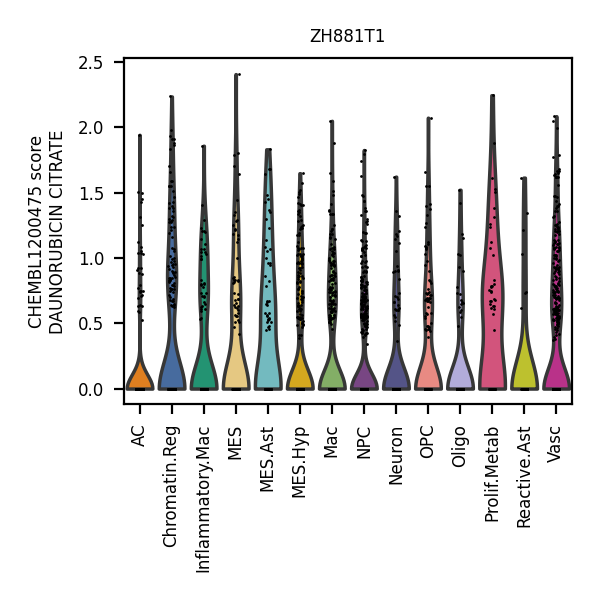 ZH881T1
CHEMBL1200475 score
DAUNORUBICIN CITRATE
2.5
2.0
1.5
1.0
0.5
0.0
AC
Chromatin.Reg
Inflammatory.Mac
MES
MES.Ast
MES.Hyp
Mac
NPC
Neuron
OPC
Oligo
Prolif.Metab
Reactive.Ast
Vasc